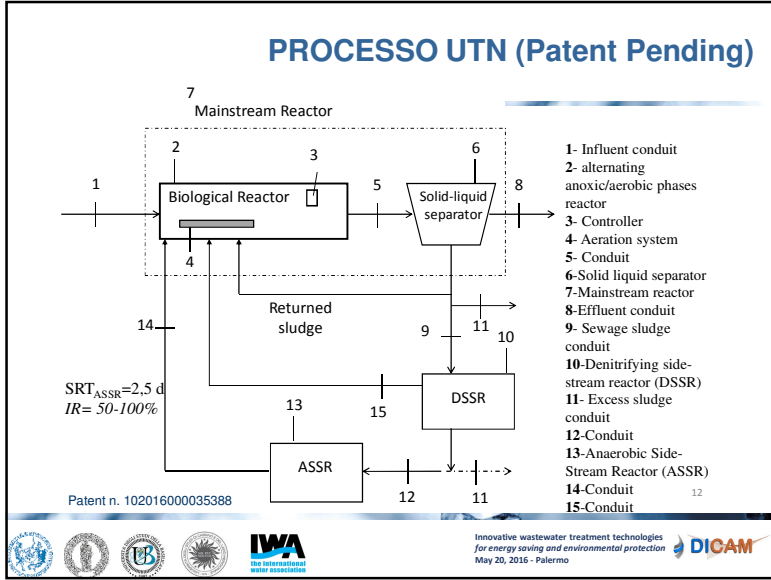 PROCESSO UTN (Patent Pending)
7
Mainstream Reactor
2
3
6
1
Biological Reactor
5
Solid-liquid
separator
8
4
Returned
sludge
14
9
11
10
SRTASSR=2,5 d
IR= 50-100%
15
DSSR
13
ASSR
12
11
Patent n. 102016000035388
1- Influent conduit
2- alternating
anoxic/aerobic phases
reactor
3- Controller
4- Aeration system
5- Conduit
6-Solid liquid separator
7-Mainstream reactor
8-Effluent conduit
9- Sewage sludge
conduit
10-Denitrifying side-
stream reactor (DSSR)
11- Excess sludge
conduit
12-Conduit
13-Anaerobic Side-
Stream Reactor (ASSR)
14-Conduit
15-Conduit
12
UB
IWA
the international
water association
Innovative wastewater treatment technologies
for energy saving and environmental protection
May 20, 2016 - Palermo
DICAM